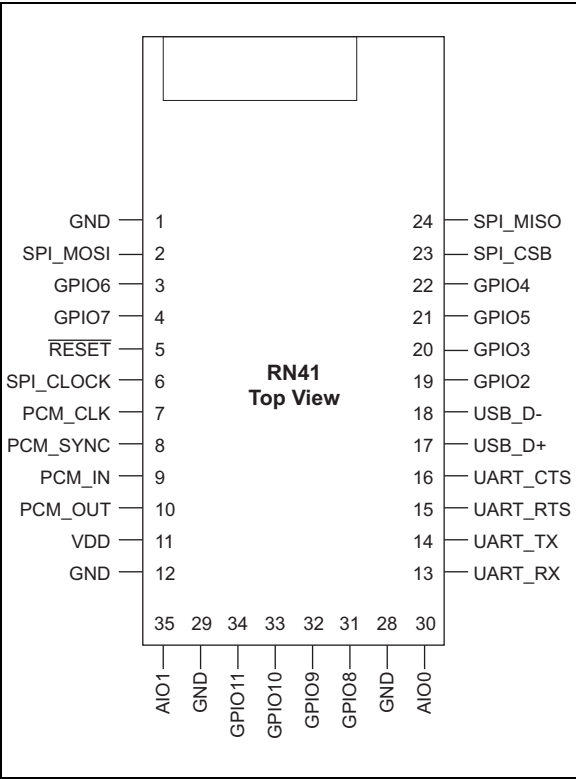 GND 1 24 SPI_MISO
SPI_MOSI 2 23 SPI_CSB
GPIO6 3 22 GPIO4
GPIO7 4 21 GPIO5
RESET 5 20 GPIO3
SPI_CLOCK 6 19 GPIO2
RN41
Top View
PCM_CLK 7 18 USB_D-
PCM_SYNC 8 17 USB_D+
PCM_IN 9 16 UART_CTS
PCM_OUT 10 15 UART_RTS
VDD 11 14 UART_TX
GND 12 13 UART_RX
35 29 34 33 32 31 28 30
AIO1 GND GPIO11 GPIO10 GPIO9 GPIO8 GND AIO0